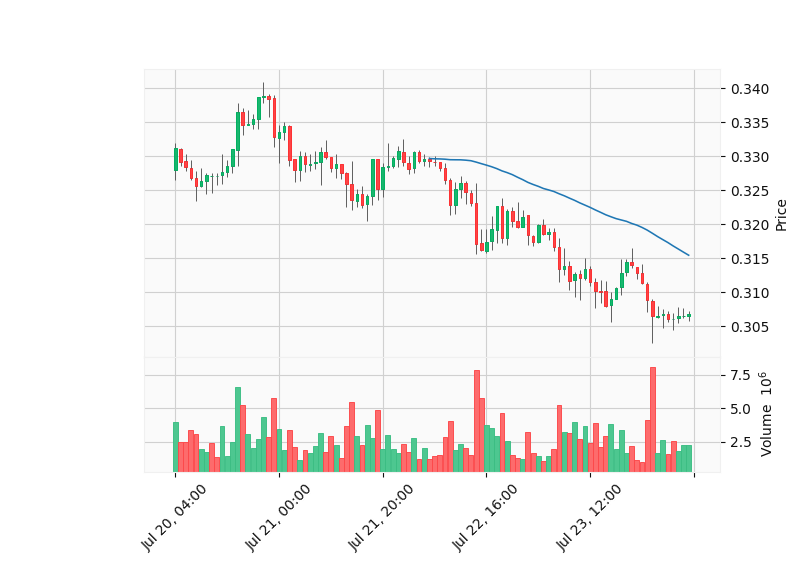 0.340
0.335
0.330
0.325
0.320
0.315
0.310
0.305
Price
7.5
5.0
2.5
Volume 10^6
Jul 20, 04:00
Jul 21, 00:00
Jul 21, 20:00
Jul 22, 16:00
Jul 23, 12:00